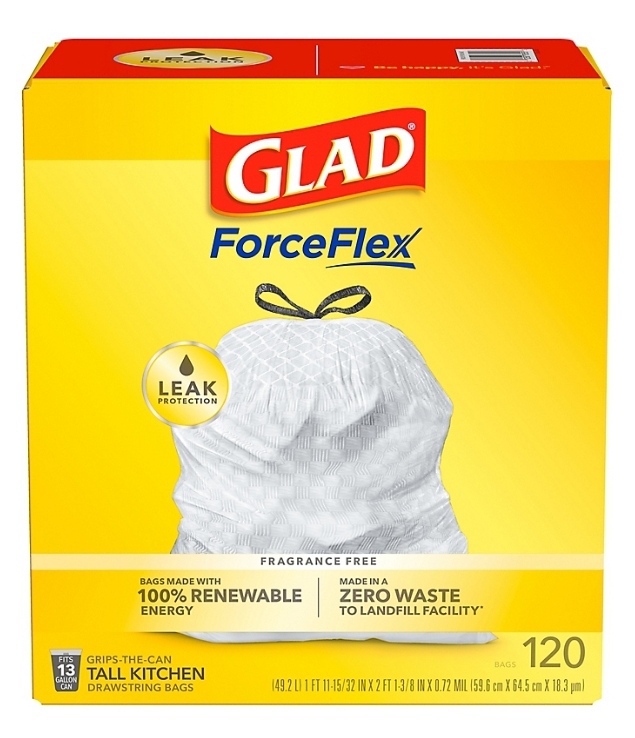 LEAK
PROTECTION
Be happy, it's Glad.®
GLAD®
ForceFlex
LEAK
PROTECTION
FRAGRANCE FREE
BAGS MADE WITH
100% RENEWABLE
ENERGY
MADE IN A
ZERO WASTE
TO LANDFILL FACILITY*
FITS
13
GALLON
CAN
GRIPS-THE-CAN
TALL KITCHEN
DRAWSTRING BAGS
BAGS 120
(49.2 L) 1 FT 11-15/32 IN X 2 FT 1-3/8 IN X 0.72 MIL (59.6 cm X 64.5 cm X 18.3 µm)